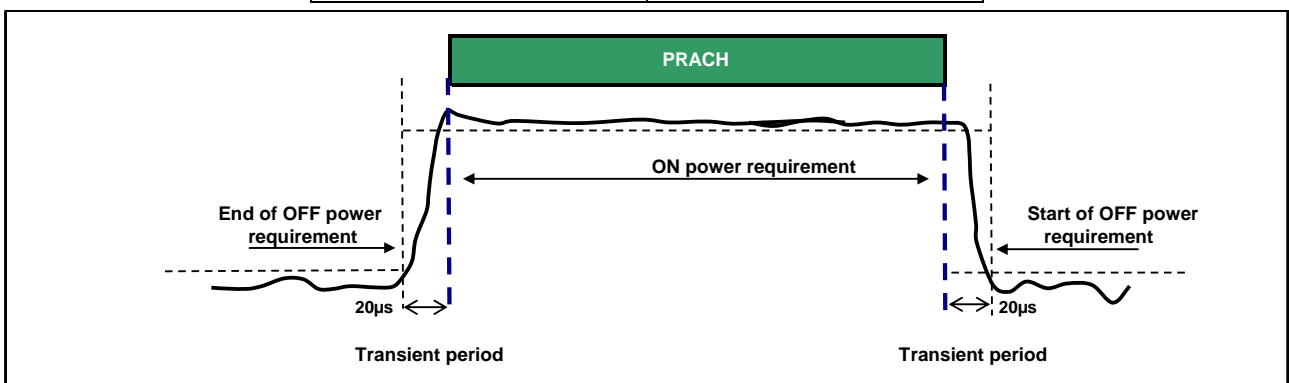 PRACH
ON power requirement
End of OFF power
requirement
Start of OFF power
requirement
20µs
20µs
Transient period
Transient period